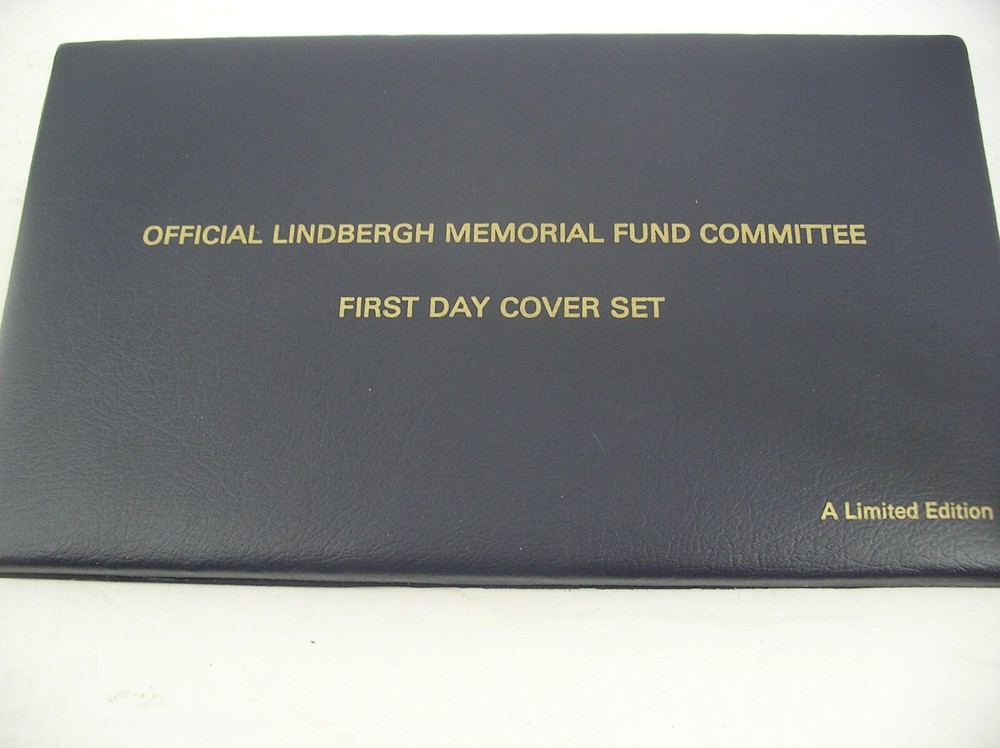 OFFICIAL LINDBERGH MEMORIAL FUND COMMITTEE
FIRST DAY COVER SET
A Limited Edition